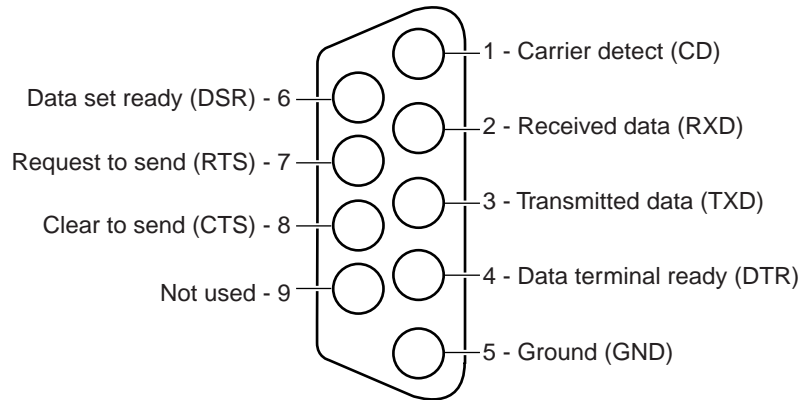 1 - Carrier detect (CD)
Data set ready (DSR) - 6
2 - Received data (RXD)
Request to send (RTS) - 7
3 - Transmitted data (TXD)
Clear to send (CTS) - 8
4 - Data terminal ready (DTR)
Not used - 9
5 - Ground (GND)